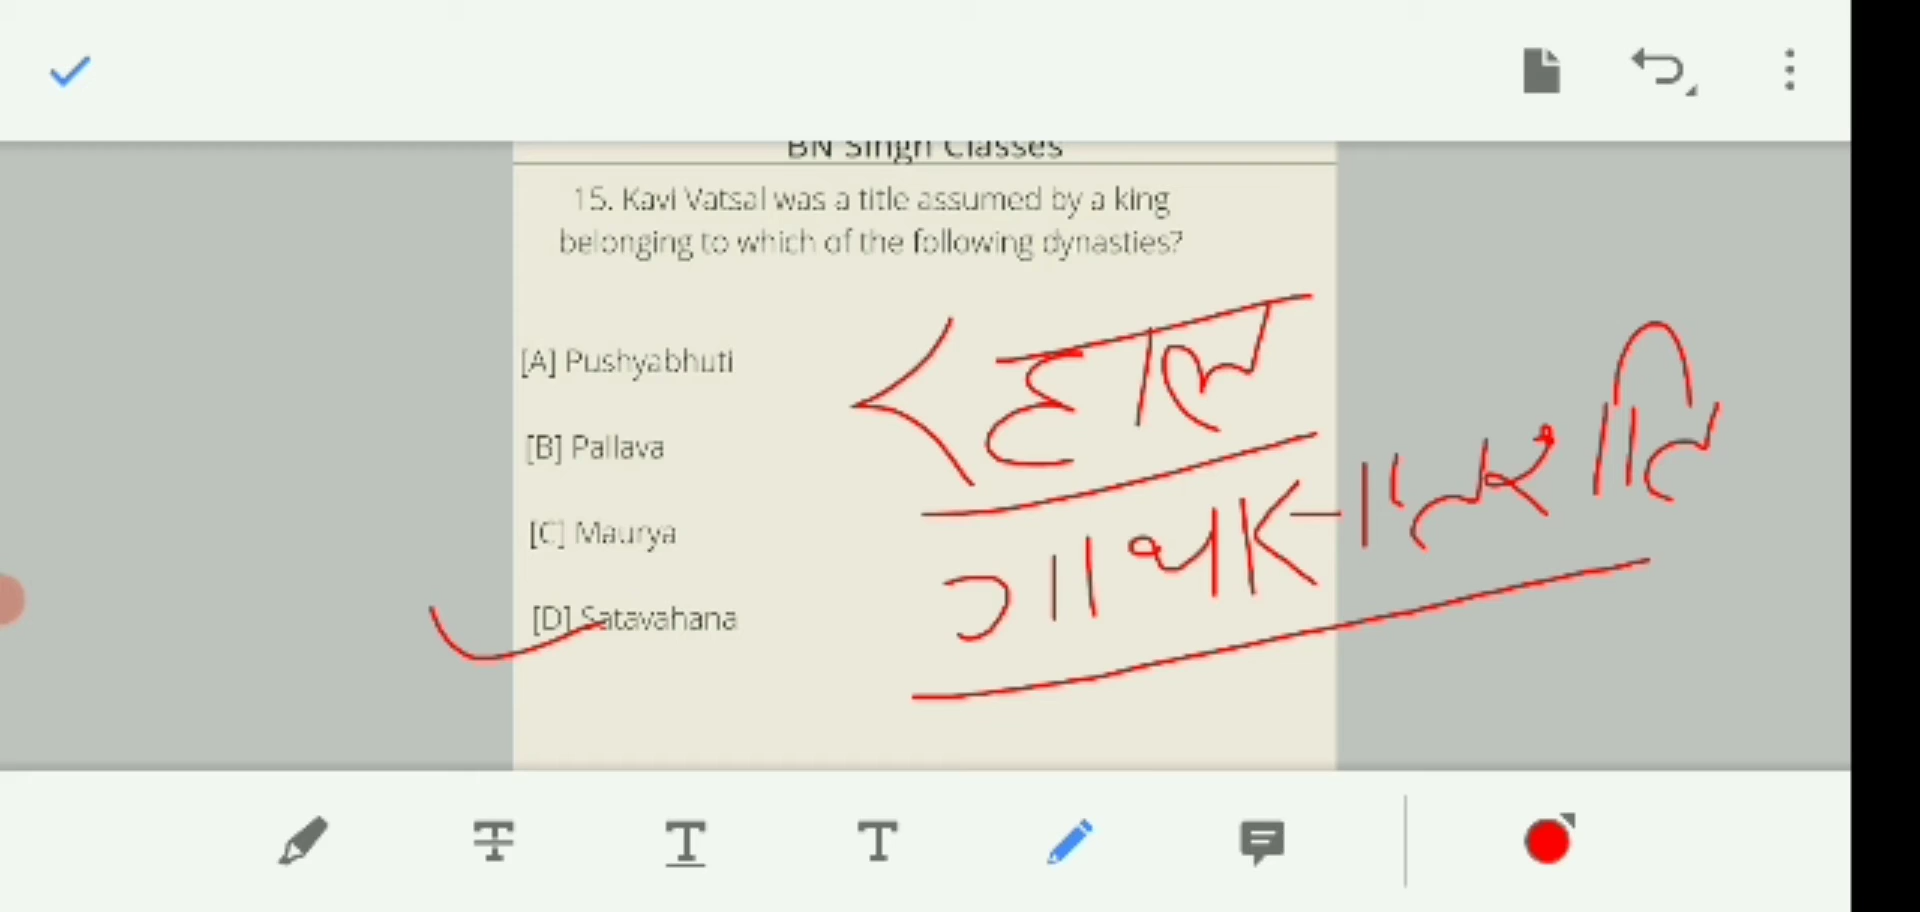 BN Singh Classes
15. Kavi Vatsal was a title assumed by a king
belonging to which of the following dynasties?
[A] Pushyabhuti
[B] Pallava
[C] Maurya
[D] Satavahana
हाल